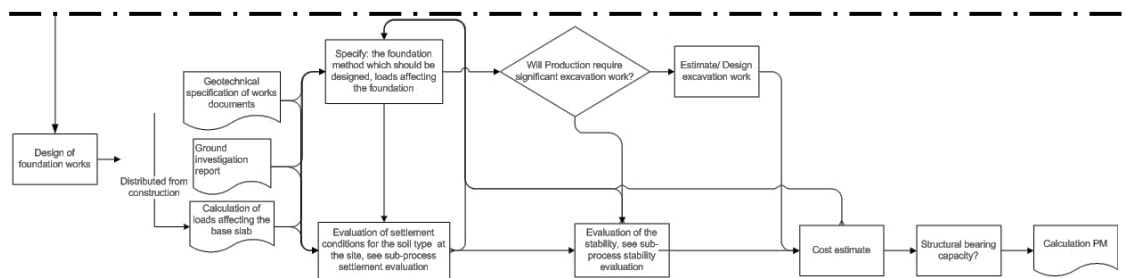 Design of
foundation works
Distributed from
construction
Geotechnical
specification of works
documents
Ground
investigation
report
Calculation of
loads affecting the
base slab
Specify: the foundation
method which should be
designed, loads affecting
the foundation
Evaluation of settlement
conditions for the soil type at
the site, see sub-process
settlement evaluation
Will Production require
significant excavation work?
Estimate/ Design
excavation work
Evaluation of the
stability, see sub-
process stability
evaluation
Cost estimate
Structural bearing
capacity?
Calculation PM